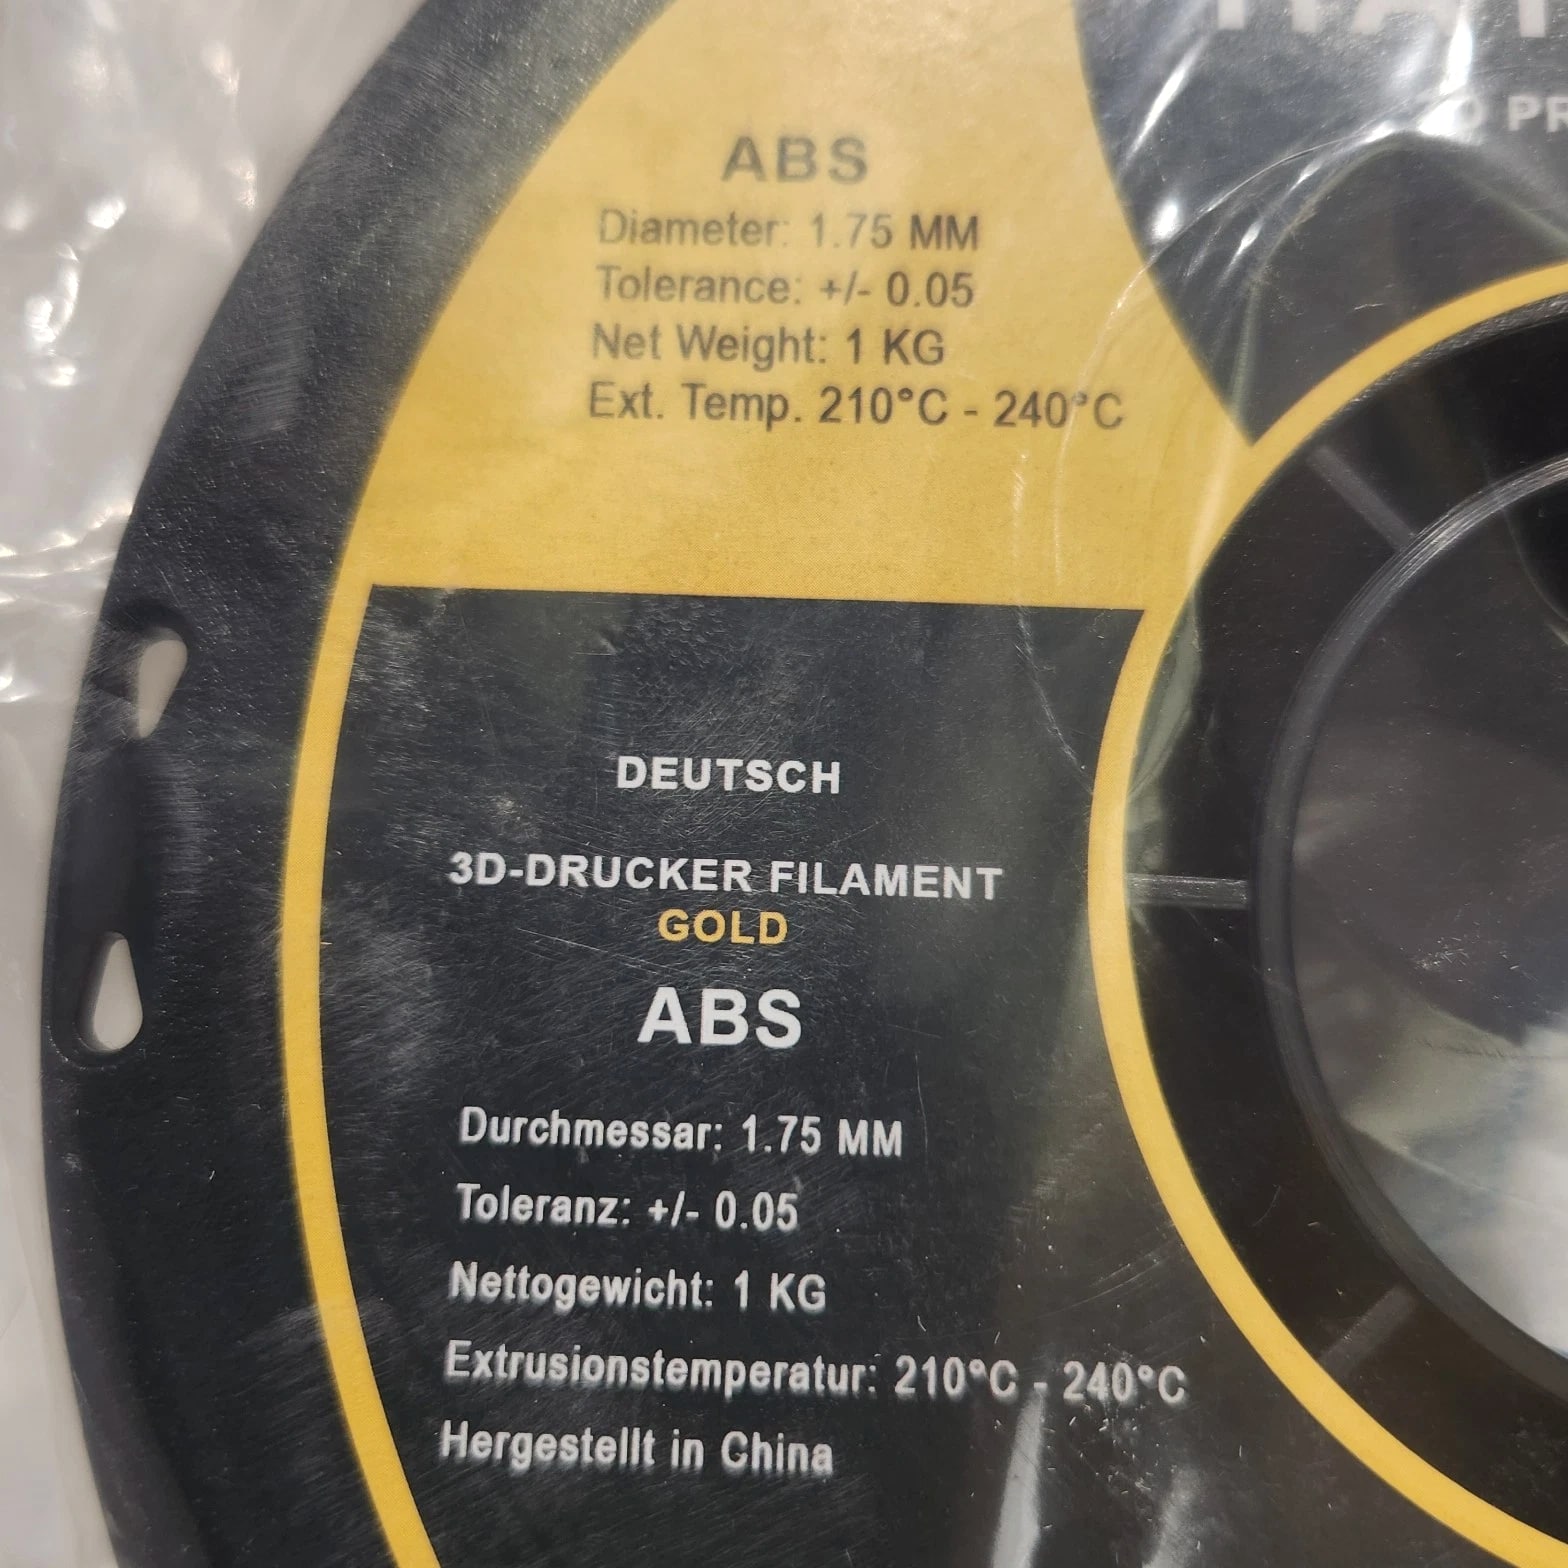 PR
ABS
Diameter: 1.75 MM
Tolerance: +/- 0.05
Net Weight: 1 KG
Ext. Temp. 210°C - 240°C
DEUTSCH
3D-DRUCKER FILAMENT
GOLD
ABS
Durchmessar: 1.75 MM
Toleranz: +/- 0.05
Nettogewicht: 1 KG
Extrusionstemperatur: 210°C - 240°C
Hergestellt in China